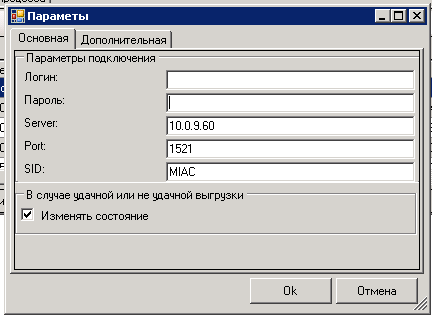 Параметы
Основная Дополнительная
Параметры подключения
Логин:
Пароль:
Server: 10.0.9.60
Port: 1521
SID: MIAC
В случае удачной или не удачной выгрузки
Изменять состояние
Ok Отмена